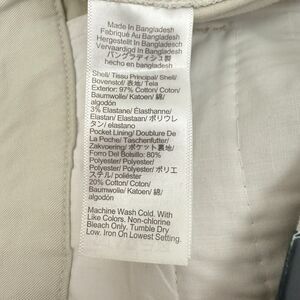 Made In Bangladesh
Fabriqué Au Bangladesh
Hergestellt In Bangladesh
Vervaardigd In Bangladesh
バングラディシュ製
hecho en bangladesh
Shell/ Tissu Principal/ Shell/
Bovenstof/ 表地/ Tela
Exterior: 97% Cotton/ Coton/
Baumwolle/ Katoen/ 綿/
algodón
3% Elastane/ Élasthanne/
Elastan/ Elastaan/ ポリウレ
タン/ elastano
Pocket Lining/ Doublure De
La Poche/ Taschenfutter/
Zakvoering/ ポケット裏地/
Forro Del Bolsillo: 80%
Polyester/ Polyester/
Polyester/ Polyester/ ポリエ
ステル/ poliéster
20% Cotton/ Coton/
Baumwolle/ Katoen/ 綿/
algodón
Machine Wash Cold. With
Like Colors. Non-chlorine
Bleach Only. Tumble Dry
Low. Iron On Lowest Setting.